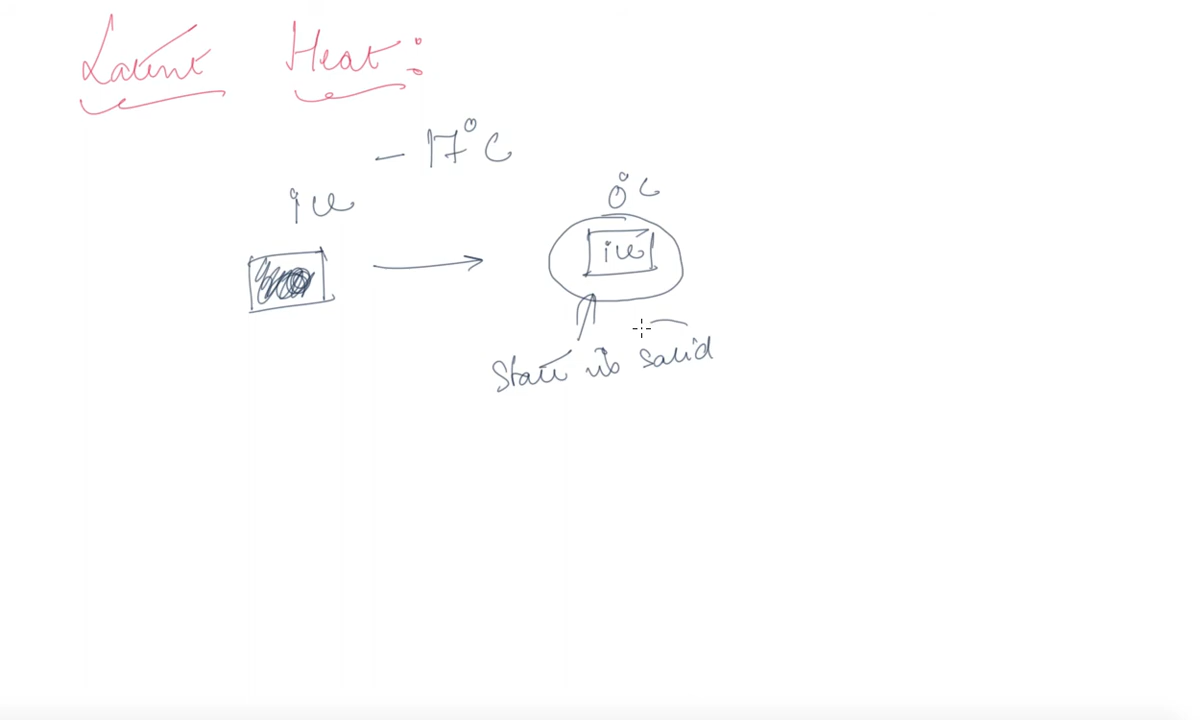 Latent Heat:
- 17°C
ice
0°C
ice
State is solid